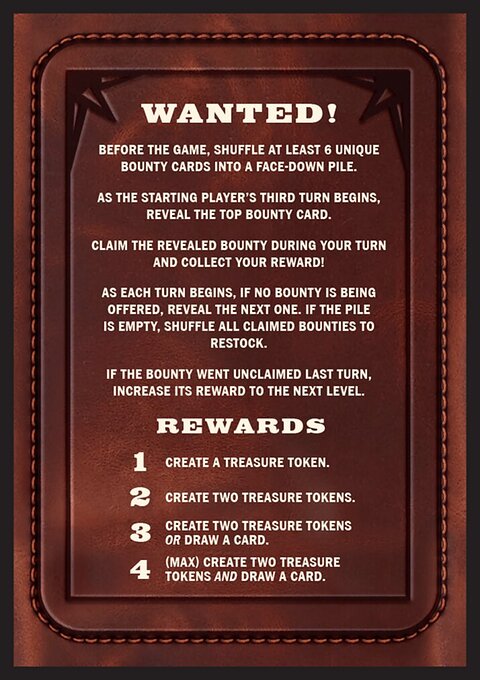 WANTED!
BEFORE THE GAME, SHUFFLE AT LEAST 6 UNIQUE
BOUNTY CARDS INTO A FACE-DOWN PILE.
AS THE STARTING PLAYER'S THIRD TURN BEGINS,
REVEAL THE TOP BOUNTY CARD.
CLAIM THE REVEALED BOUNTY DURING YOUR TURN
AND COLLECT YOUR REWARD!
AS EACH TURN BEGINS, IF NO BOUNTY IS BEING
OFFERED, REVEAL THE NEXT ONE. IF THE PILE
IS EMPTY, SHUFFLE ALL CLAIMED BOUNTIES TO
RESTOCK.
IF THE BOUNTY WENT UNCLAIMED LAST TURN,
INCREASE ITS REWARD TO THE NEXT LEVEL.
REWARDS
1 CREATE A TREASURE TOKEN.
2 CREATE TWO TREASURE TOKENS.
3 CREATE TWO TREASURE TOKENS
OR DRAW A CARD.
4 (MAX) CREATE TWO TREASURE
TOKENS AND DRAW A CARD.